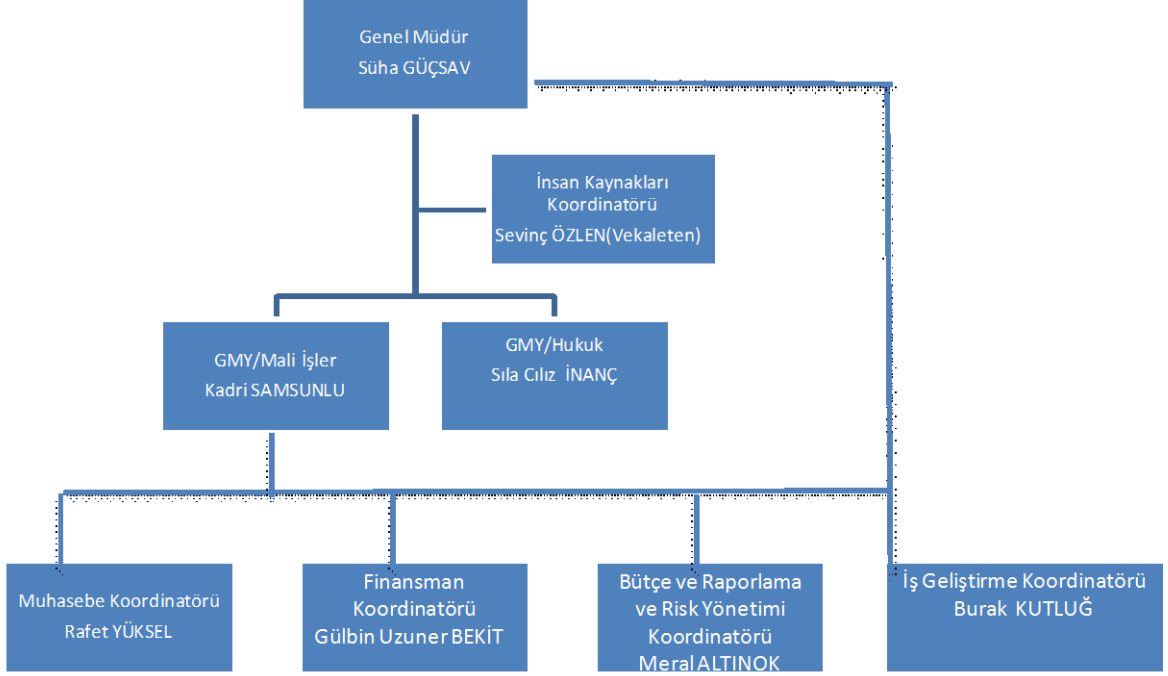 Genel Müdür
Süha GÜÇSAV
İnsan Kaynakları
Koordinatörü
Sevinç ÖZLEN(Vekaleten)
GMY/Mali İşler
Kadri SAMSUNLU
GMY/Hukuk
Sıla Cılız İNANÇ
Muhasebe Koordinatörü
Rafet YÜKSEL
Finansman
Koordinatörü
Gülbin Uzuner BEKİT
Bütçe ve Raporlama
ve Risk Yönetimi
Koordinatörü
Meral ALTINOK
İş Geliştirme Koordinatörü
Burak KUTLUĞ